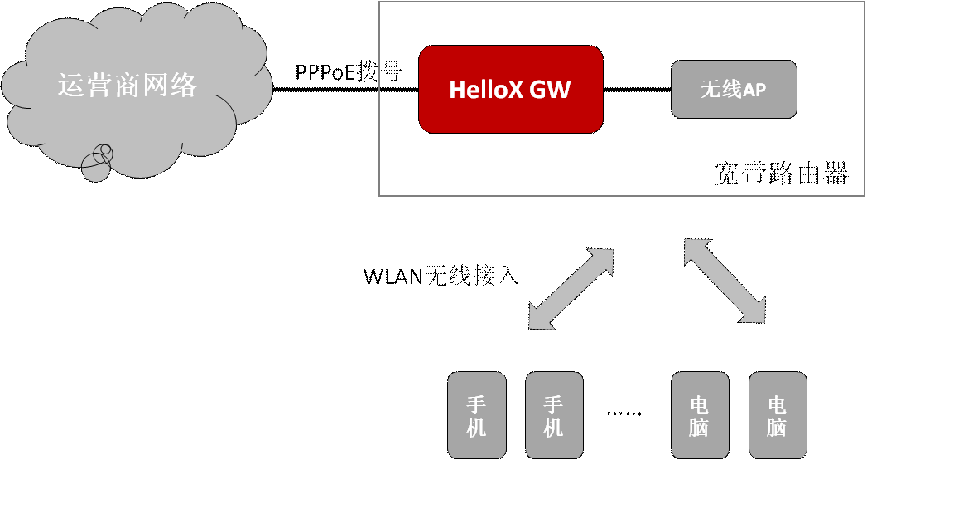 PPPoE拨号
运营商网络
HelloX GW
无线AP
宽带路由器
WLAN无线接入
手机
手机
……
电脑
电脑